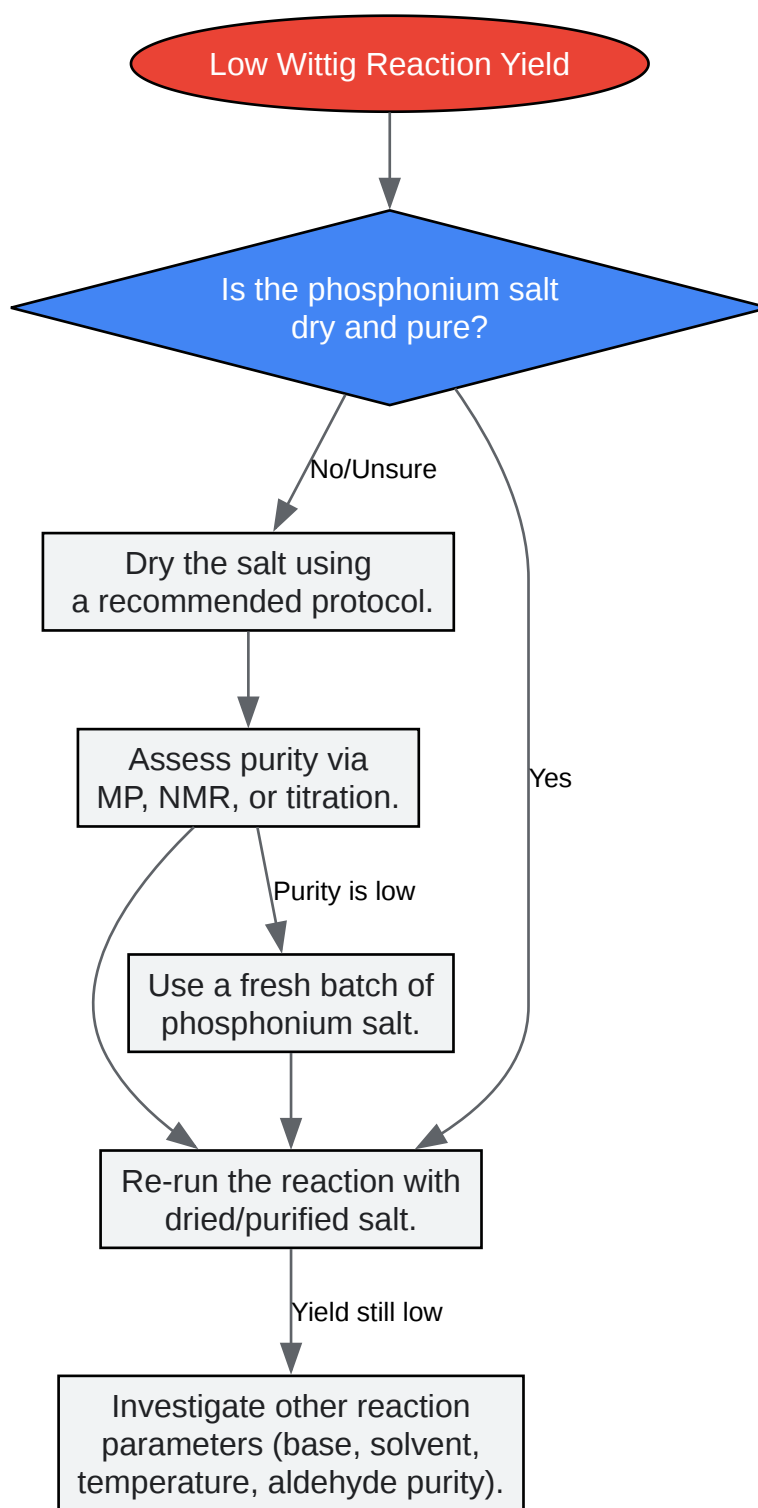 Low Wittig Reaction Yield
Is the phosphonium salt
dry and pure?
No/Unsure
Dry the salt using
a recommended protocol.
Assess purity via
MP, NMR, or titration.
Yes
Purity is low
Use a fresh batch of
phosphonium salt.
Re-run the reaction with
dried/purified salt.
Yield still low
Investigate other reaction
parameters (base, solvent,
temperature, aldehyde purity).